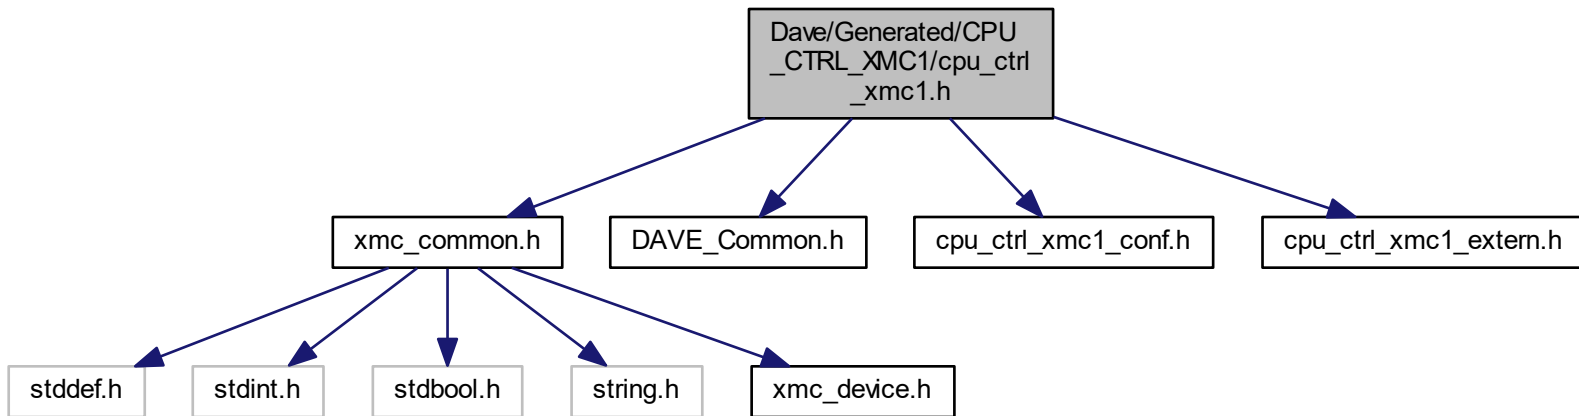 Dave/Generated/CPU
_CTRL_XMC1/cpu_ctrl
_xmc1.h
xmc_common.h
DAVE_Common.h
cpu_ctrl_xmc1_conf.h
cpu_ctrl_xmc1_extern.h
stddef.h
stdint.h
stdbool.h
string.h
xmc_device.h